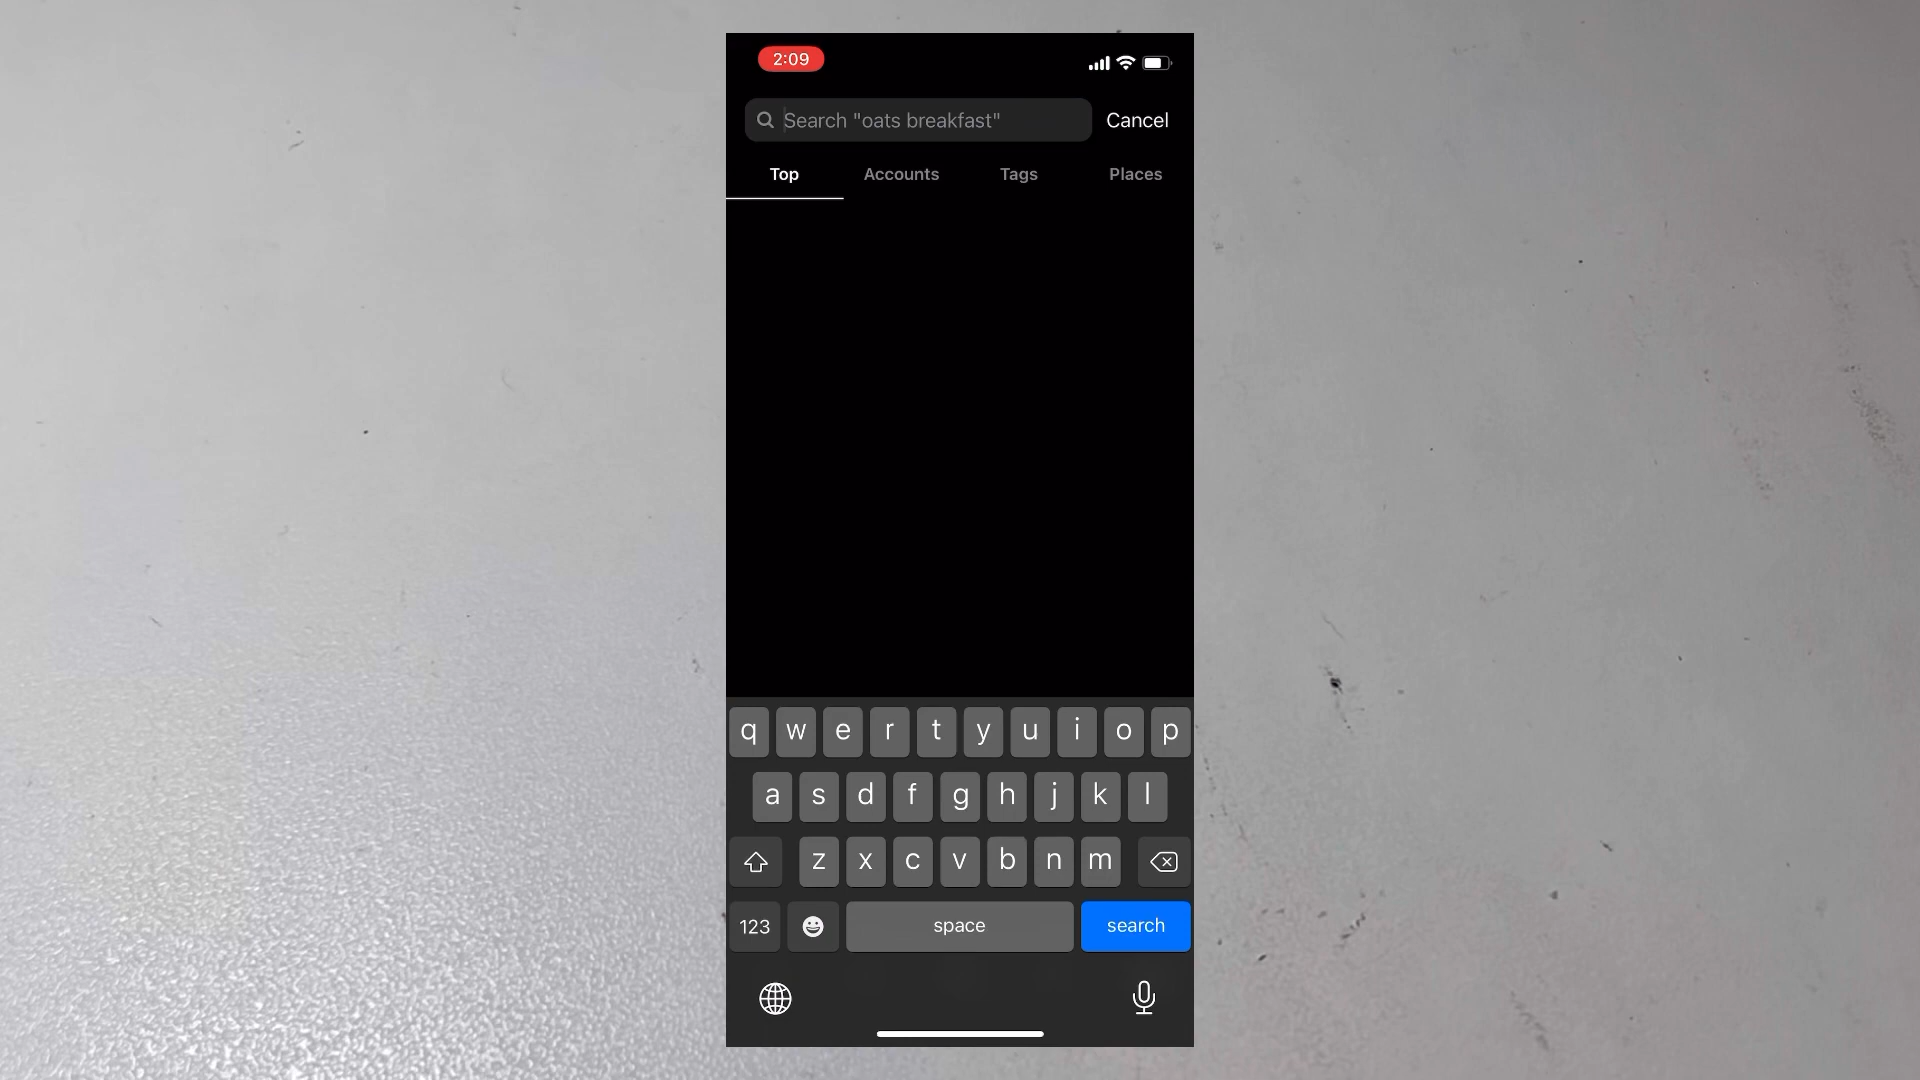 2:09
Search "oats breakfast" Cancel
Top Accounts Tags Places
q w e r t y u i o p
a s d f g h j k l
z x c v b n m
123 space search